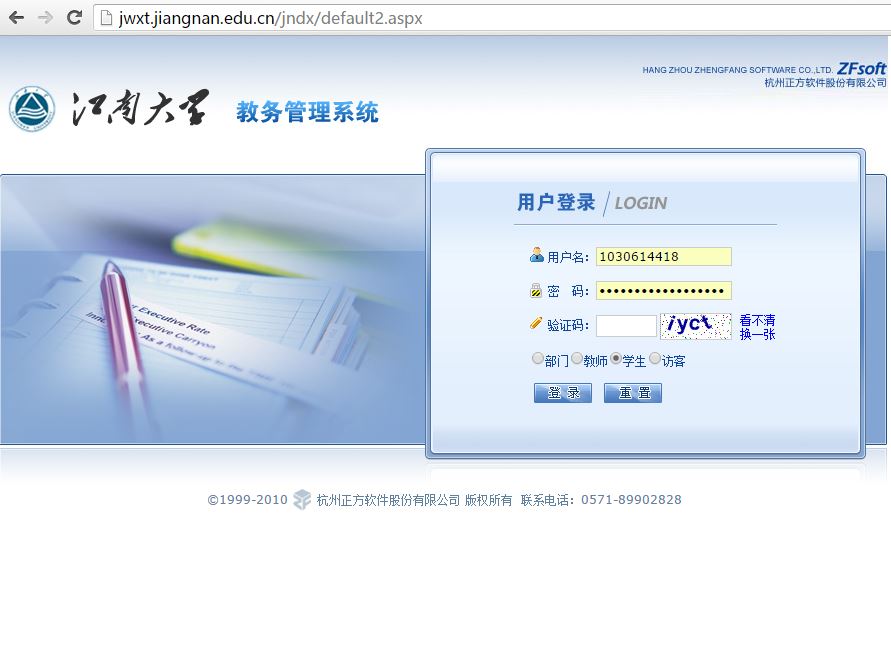 jwxt.jiangnan.edu.cn/jndx/default2.aspx
HANG ZHOU ZHENGFANG SOFTWARE CO.,LTD. ZFsoft
杭州正方软件股份有限公司
江南大学 教务管理系统
用户登录 LOGIN
用户名: 1030614418
密 码: •••••••••••••••••
验证码: iyct 看不清
换一张
部门 教师 学生 访客
登 录 重 置
r Executive Rate
Executive Carryon
As a follow-up to the
©1999-2010 杭州正方软件股份有限公司 版权所有 联系电话: 0571-89902828